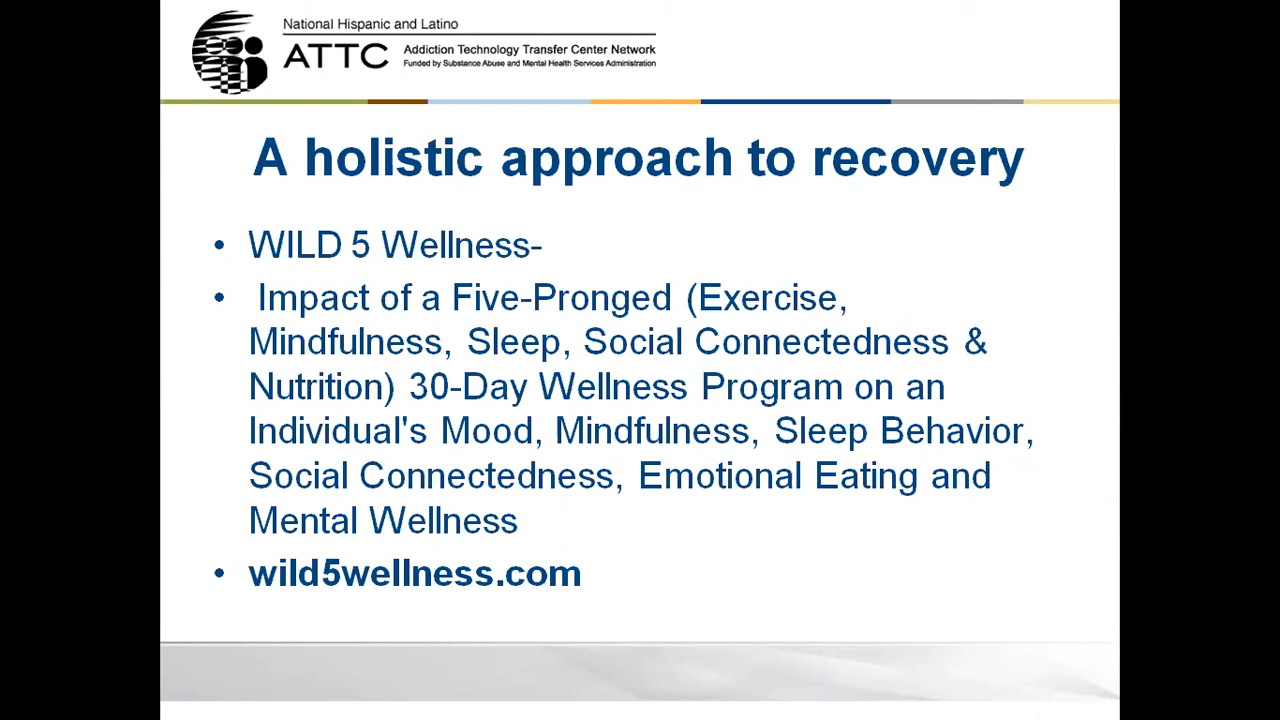 National Hispanic and Latino
ATTC
Addiction Technology Transfer Center Network
Funded by Substance Abuse and Mental Health Services Administration
A holistic approach to recovery
• WILD 5 Wellness-
• Impact of a Five-Pronged (Exercise,
Mindfulness, Sleep, Social Connectedness &
Nutrition) 30-Day Wellness Program on an
Individual's Mood, Mindfulness, Sleep Behavior,
Social Connectedness, Emotional Eating and
Mental Wellness
• wild5wellness.com